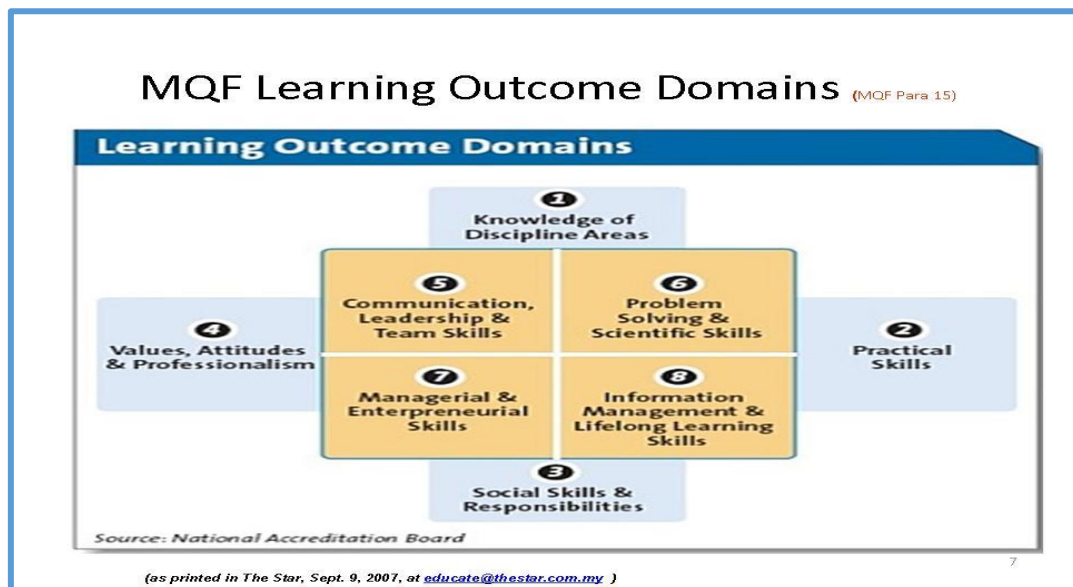 MQF Learning Outcome Domains (MQF Para 15)
Learning Outcome Domains
1
Knowledge of
Discipline Areas
5
Communication,
Leadership &
Team Skills
6
Problem
Solving &
Scientific Skills
4
Values, Attitudes
& Professionalism
2
Practical
Skills
7
Managerial &
Enterpreneurial
Skills
8
Information
Management &
Lifelong Learning
Skills
3
Social Skills &
Responsibilities
Source: National Accreditation Board
7
(as printed in The Star, Sept. 9, 2007, at educate@thestar.com.my )